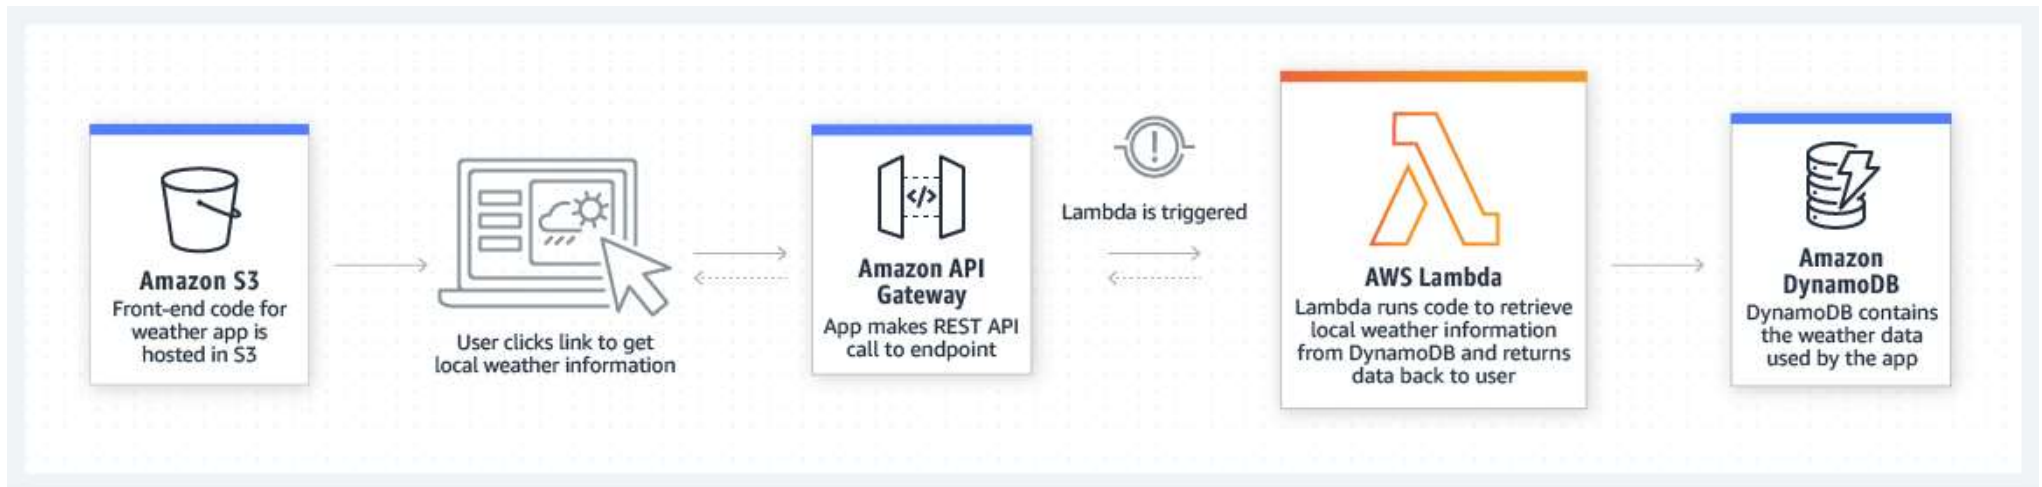 Amazon S3
Front-end code for
weather app is
hosted in S3
User clicks link to get
local weather information
</>
Amazon API
Gateway
App makes REST API
call to endpoint
Lambda is triggered
AWS Lambda
Lambda runs code to retrieve
local weather information
from DynamoDB and returns
data back to user
Amazon
DynamoDB
DynamoDB contains
the weather data
used by the app